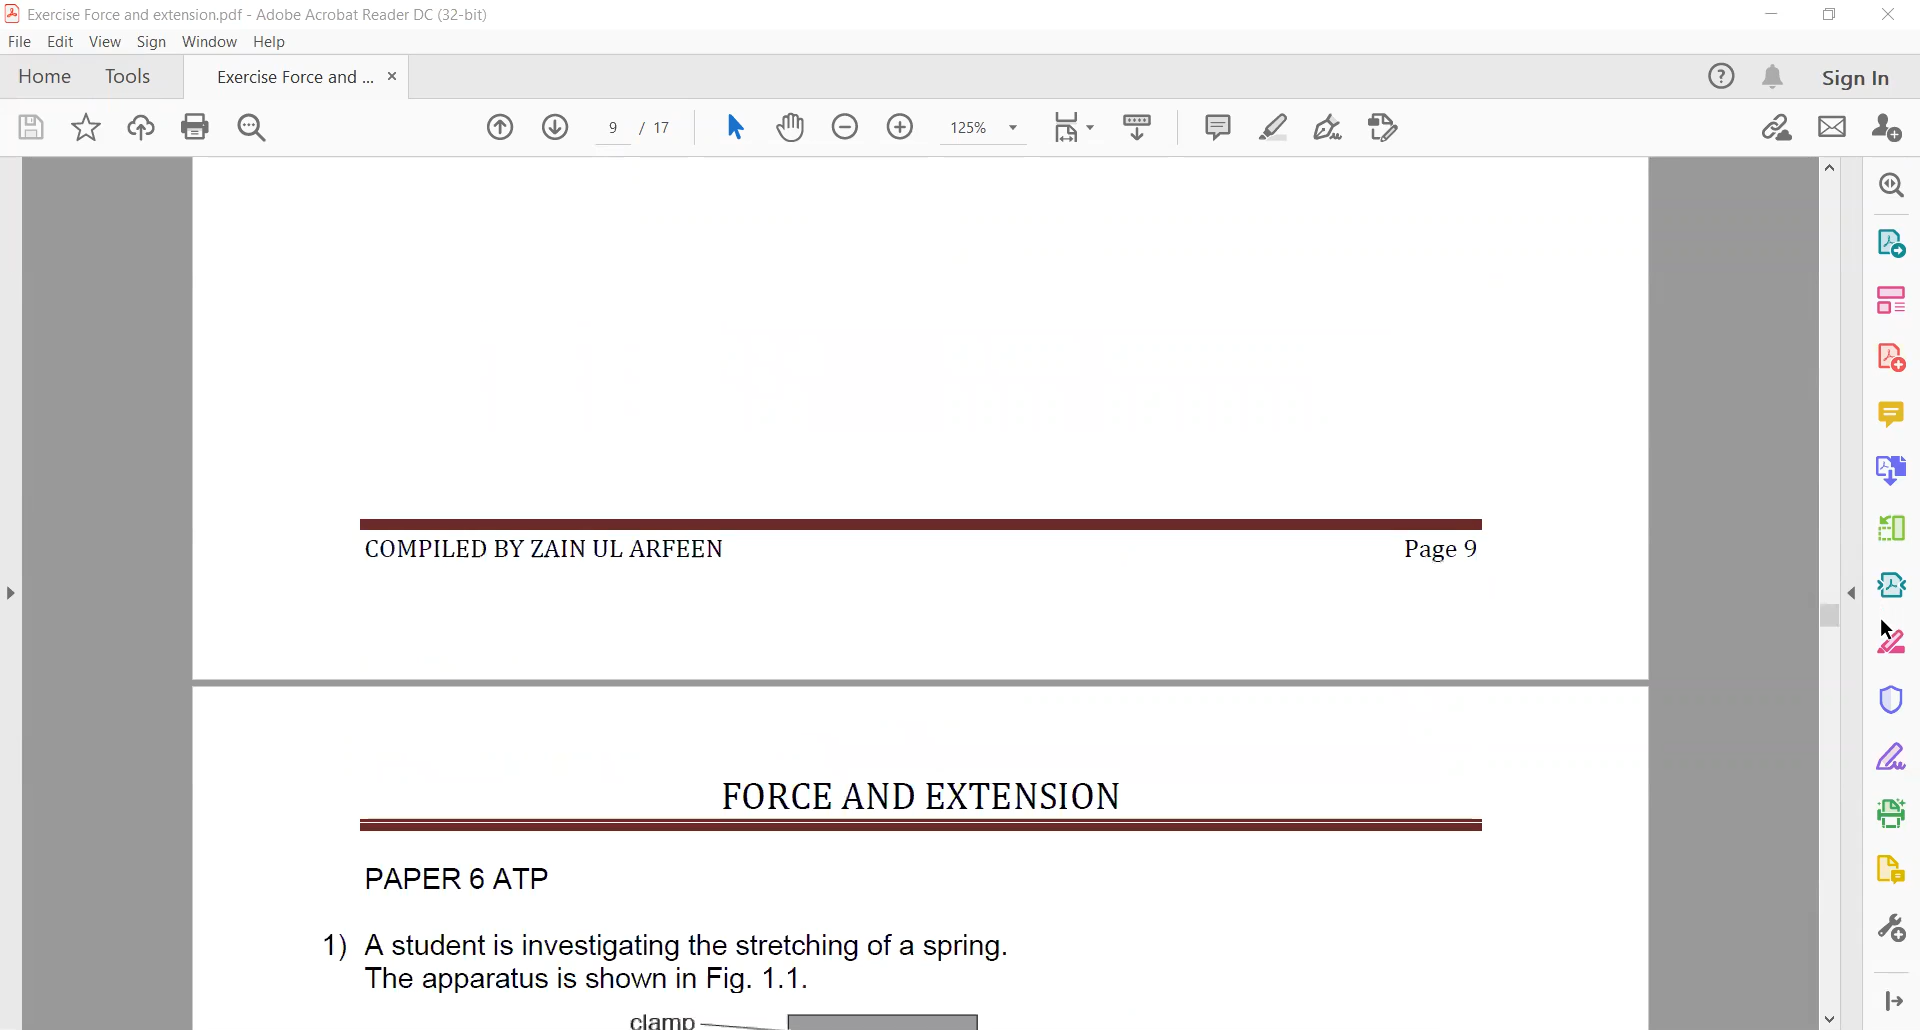 Exercise Force and extension.pdf - Adobe Acrobat Reader DC (32-bit)
File Edit View Sign Window Help
Home Tools Exercise Force and ... × Sign In
9 / 17 125%
COMPILED BY ZAIN UL ARFEEN Page 9
FORCE AND EXTENSION
PAPER 6 ATP
1) A student is investigating the stretching of a spring.
The apparatus is shown in Fig. 1.1.
clamp